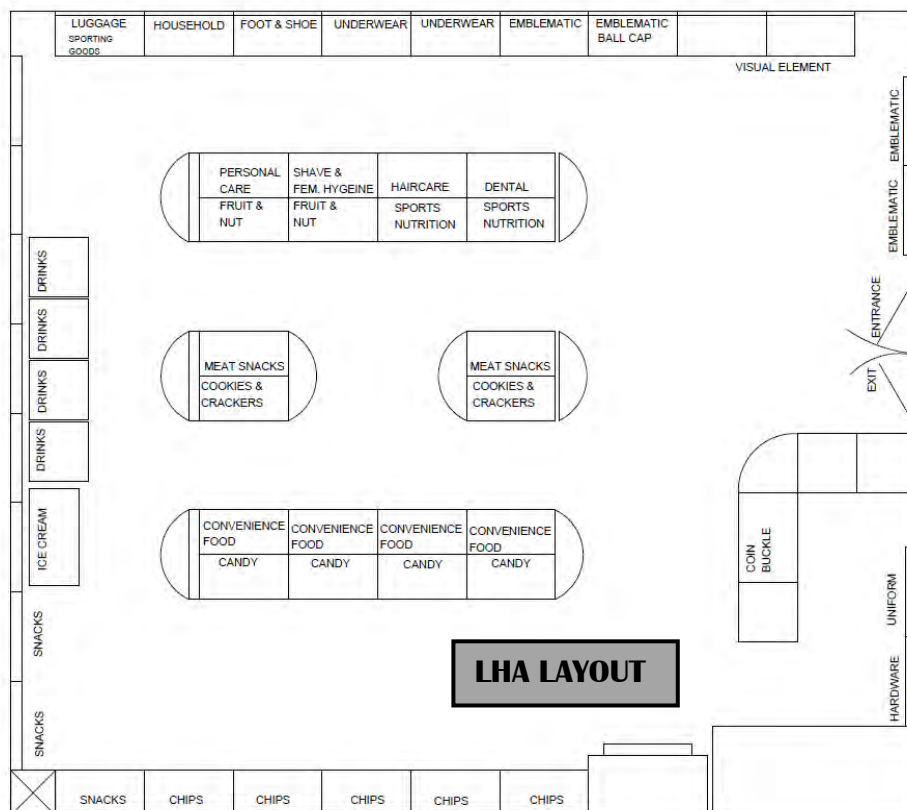 LUGGAGE
SPORTING
GOODS
HOUSEHOLD
FOOT & SHOE
UNDERWEAR
UNDERWEAR
EMBLEMATIC
EMBLEMATIC
BALL CAP
VISUAL ELEMENT
EMBLEMATIC
EMBLEMATIC
PERSONAL
CARE
SHAVE &
FEM. HYGEINE
HAIRCARE
DENTAL
FRUIT &
NUT
FRUIT &
NUT
SPORTS
NUTRITION
SPORTS
NUTRITION
DRINKS
DRINKS
DRINKS
DRINKS
ENTRANCE
EXIT
MEAT SNACKS
COOKIES &
CRACKERS
MEAT SNACKS
COOKIES &
CRACKERS
ICE CREAM
CONVENIENCE
FOOD
CONVENIENCE
FOOD
CONVENIENCE
FOOD
CONVENIENCE
FOOD
CANDY
CANDY
CANDY
CANDY
COIN
BUCKLE
UNIFORM
HARDWARE
SNACKS
SNACKS
LHA LAYOUT
SNACKS
CHIPS
CHIPS
CHIPS
CHIPS
CHIPS